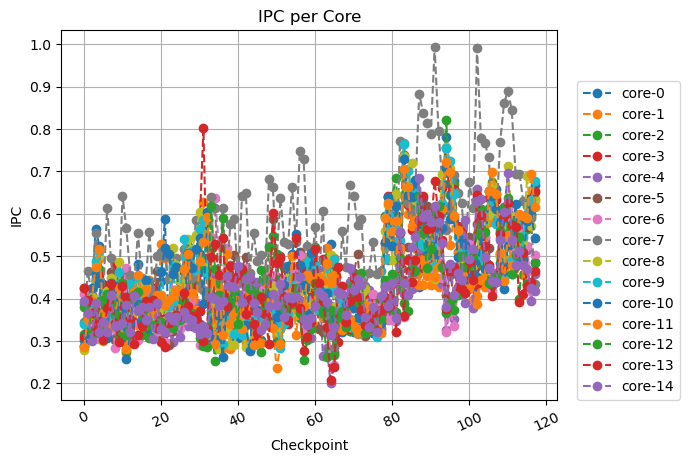 IPC per Core
IPC
1.0
0.9
0.8
0.7
0.6
0.5
0.4
0.3
0.2
0
20
40
60
80
100
120
Checkpoint
core-0
core-1
core-2
core-3
core-4
core-5
core-6
core-7
core-8
core-9
core-10
core-11
core-12
core-13
core-14